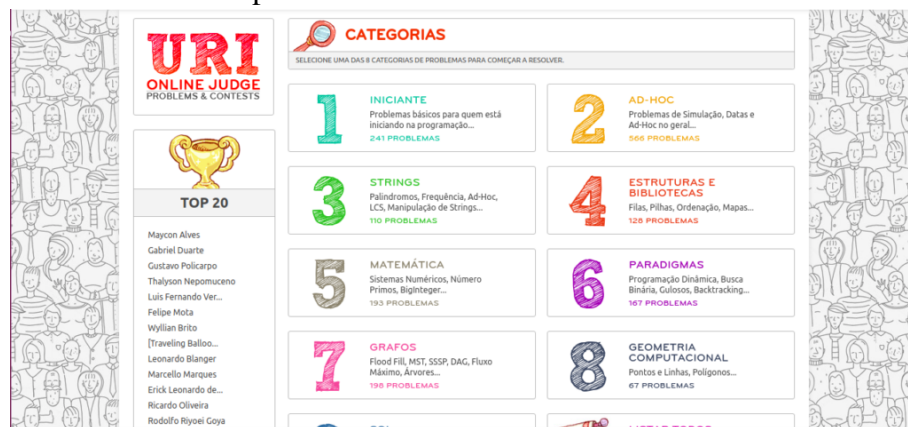 URI
ONLINE JUDGE
PROBLEMS & CONTESTS
TOP 20
Maycon Alves
Gabriel Duarte
Gustavo Policarpo
Thalyson Nepomuceno
Luis Fernando Ver...
Felipe Mota
Wyllian Brito
[Traveling Balloo...
Leonardo Blanger
Marcello Marques
Erick Leonardo de...
Ricardo Oliveira
Rodolfo Riyoei Goya
CATEGORIAS
SELECIONE UMA DAS 8 CATEGORIAS DE PROBLEMAS PARA COMEÇAR A RESOLVER.
1
INICIANTE
Problemas básicos para quem está
iniciando na programação...
241 PROBLEMAS
2
AD-HOC
Problemas de Simulação, Datas e
Ad-Hoc no geral...
566 PROBLEMAS
3
STRINGS
Palindromos, Frequência, Ad-Hoc,
LCS, Manipulação de Strings...
110 PROBLEMAS
4
ESTRUTURAS E
BIBLIOTECAS
Filas, Pilhas, Ordenação, Mapas...
128 PROBLEMAS
5
MATEMÁTICA
Sistemas Numéricos, Número
Primos, BigInteger...
193 PROBLEMAS
6
PARADIGMAS
Programação Dinâmica, Busca
Binária, Gulosos, Backtracking...
167 PROBLEMAS
7
GRAFOS
Flood Fill, MST, SSSP, DAG, Fluxo
Máximo, Árvores...
198 PROBLEMAS
8
GEOMETRIA
COMPUTACIONAL
Pontos e Linhas, Polígonos...
67 PROBLEMAS